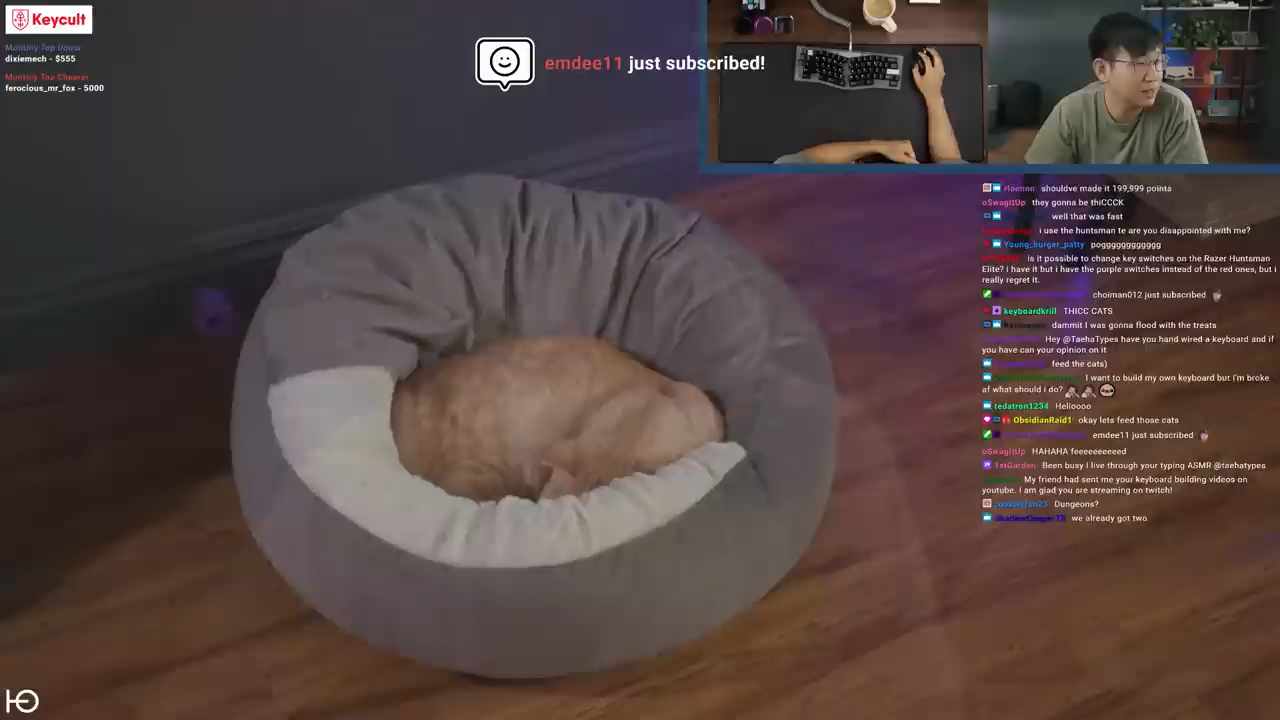 Keycult
Monthly Top Donor
dixiemech - $555
Monthly Top Cheerer
ferocious_mr_fox - 5000
emdee11 just subscribed!
shouldve made it 199,999 points
oSwagItUp they gonna be thiCCCK
well that was fast
i use the huntsman te are you disappointed with me?
Young_burger_patty poggggggggggg
is it possible to change key switches on the Razer Huntsman
Elite? i have it but i have the purple switches instead of the red ones, but i
really regret it.
choiman012 just subscribed
keyboardkrill THICC CATS
dammit I was gonna flood with the treats
Hey @TaehaTypes have you hand wired a keyboard and if
you have can your opinion on it
feed the cats)
I want to build my own keyboard but I'm broke
af what should i do?
tedatron1234 Helloooo
ObsidianRaid1 okay lets feed those cats
emdee11 just subscribed
oSwagItUp HAHAHA feeeeeeeeed
1stGarden Been busy i live through your typing ASMR @taehatypes
My friend had sent me your keyboard building videos on
youtube. I am glad you are streaming on twitch!
Dungeons?
we already got two